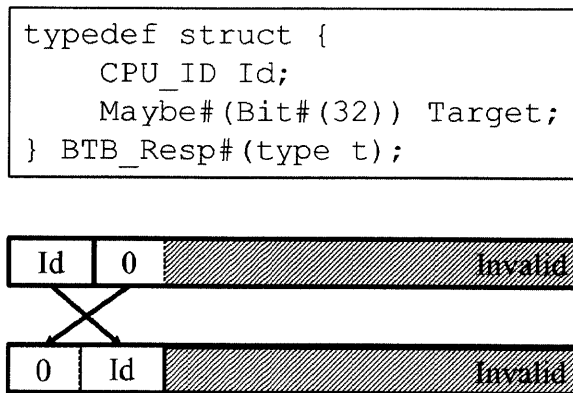 typedef struct {
CPU_ID Id;
Maybe#(Bit#(32)) Target;
} BTB_Resp#(type t);
Id 0 Invalid
0 Id Invalid